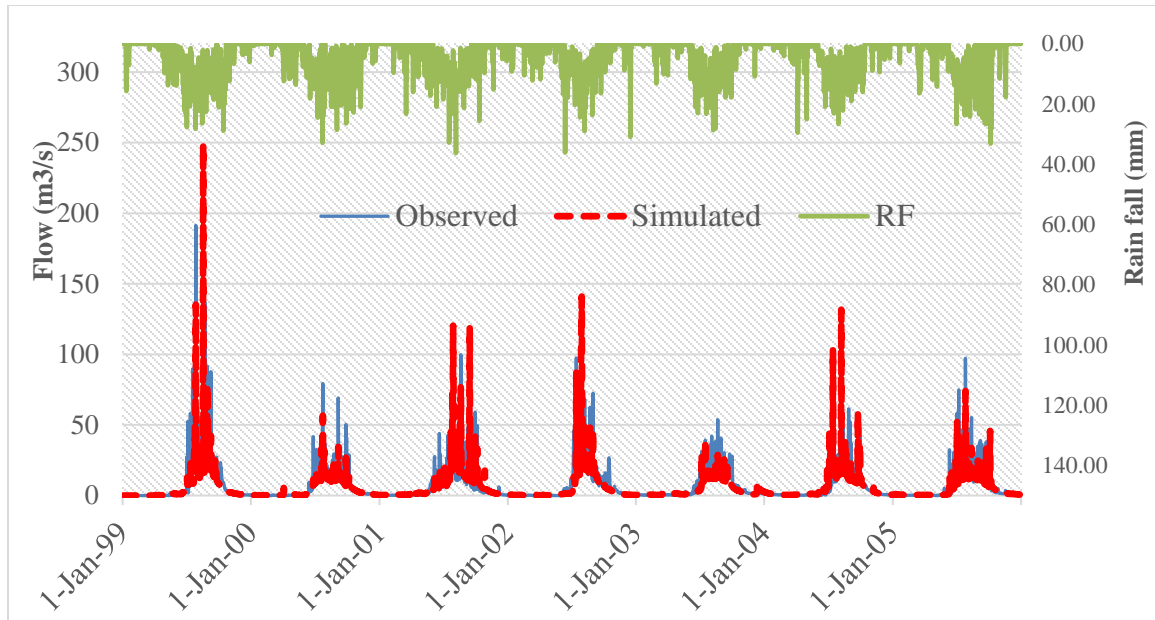 300
250
200
150
100
50
0
Flow (m3/s)
0.00
20.00
40.00
60.00
80.00
100.00
120.00
140.00
Rain fall (mm)
Observed Simulated RF
1-Jan-99
1-Jan-00
1-Jan-01
1-Jan-02
1-Jan-03
1-Jan-04
1-Jan-05